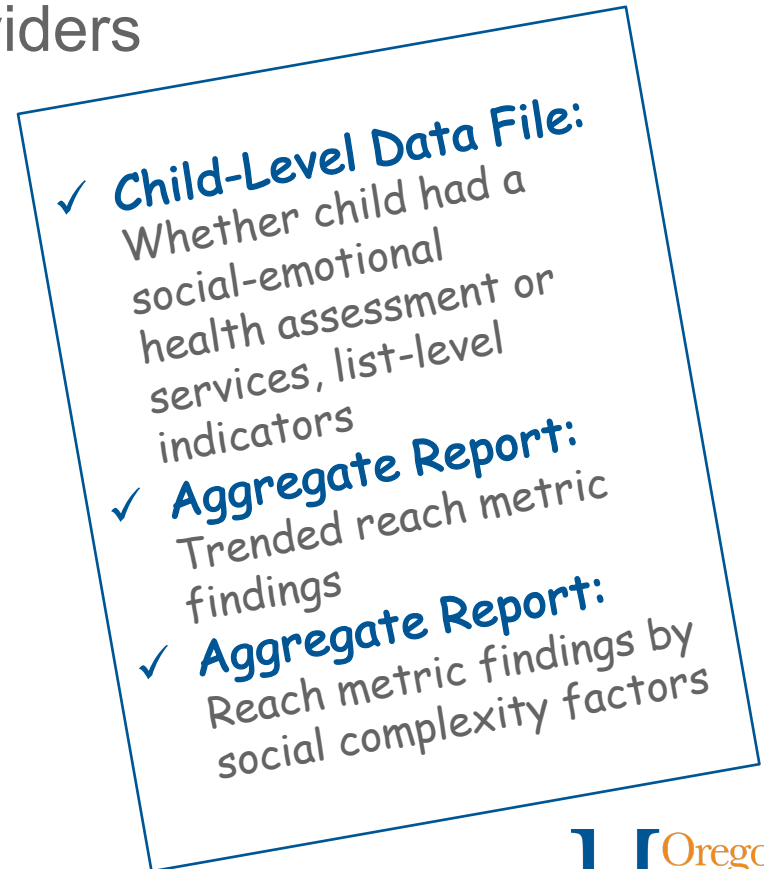 viders
✓ Child-Level Data File:
Whether child had a
social-emotional
health assessment or
services, list-level
indicators
✓ Aggregate Report:
Trended reach metric
findings
✓ Aggregate Report:
Reach metric findings by
social complexity factors
Orego